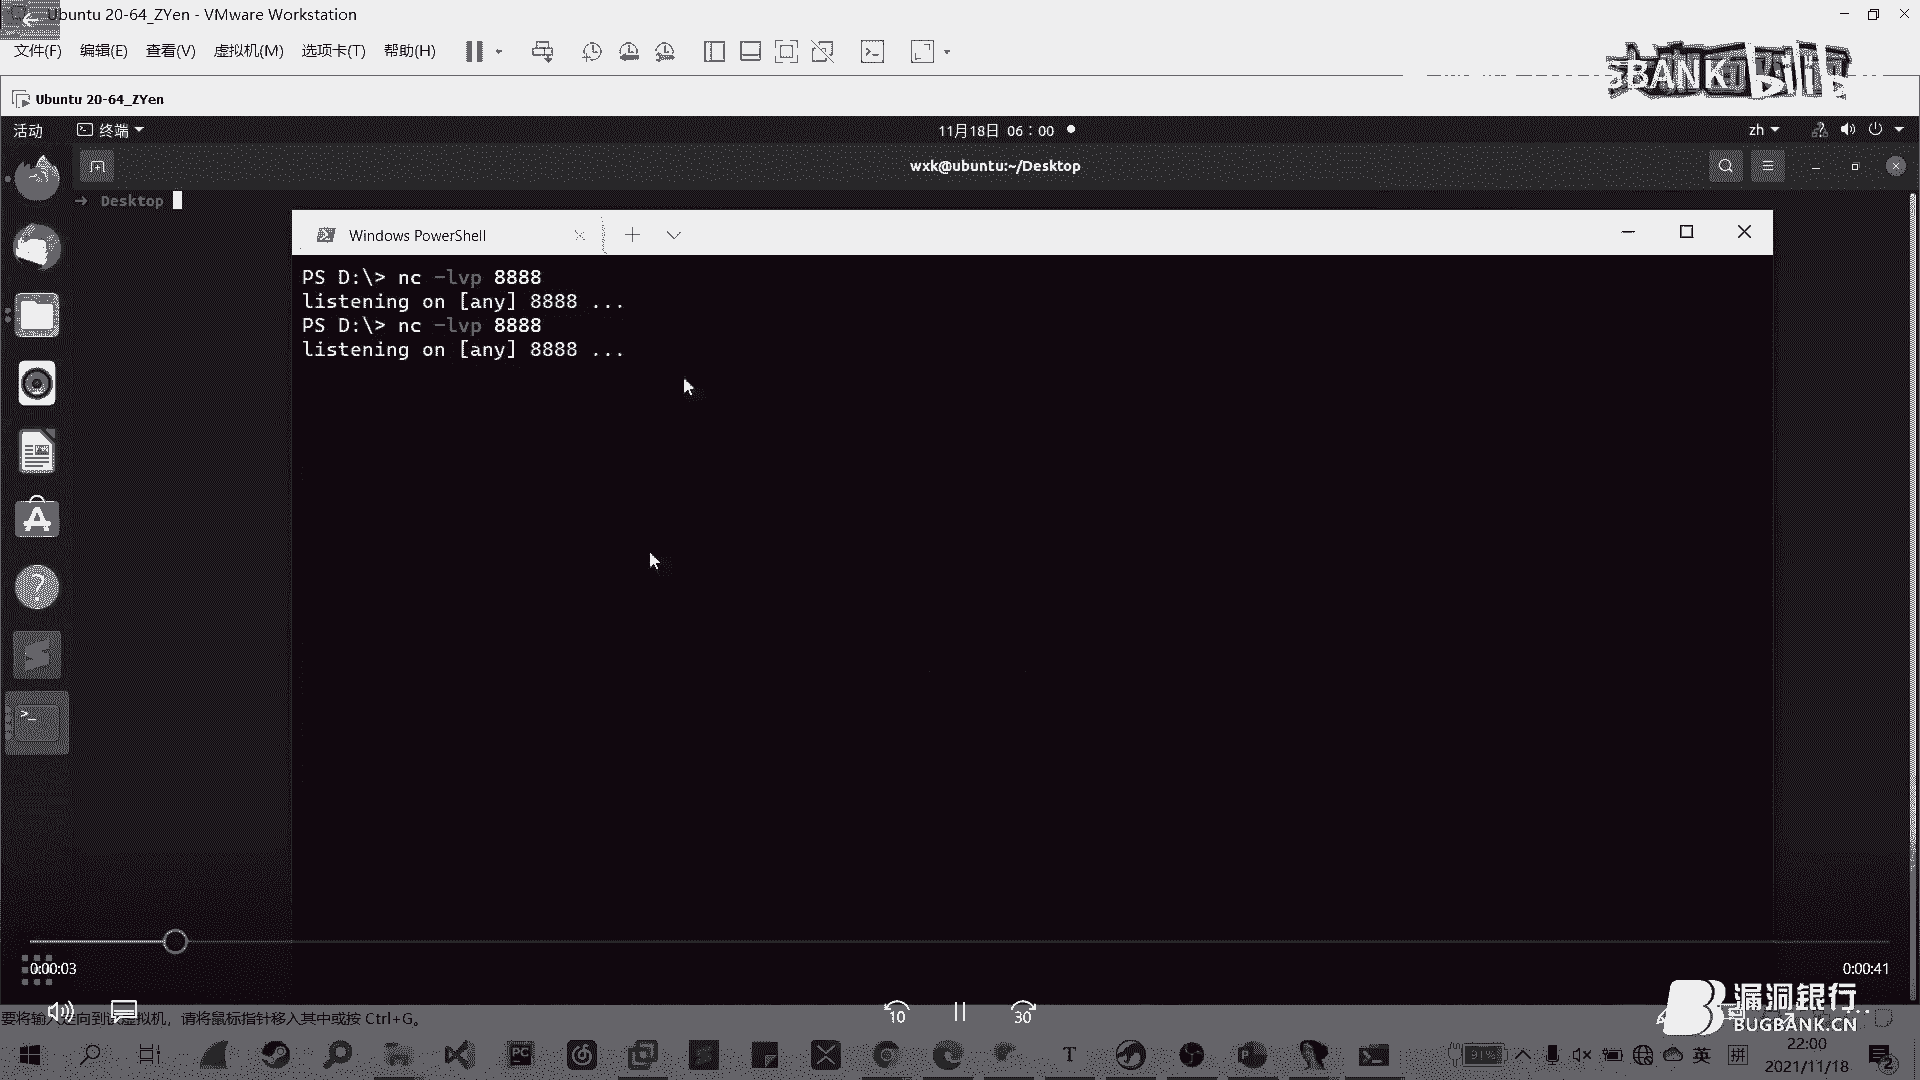 Ubuntu 20-64_ZYen - VMware Workstation
文件(F) 编辑(E) 查看(V) 虚拟机(M) 选项卡(T) 帮助(H)
BANK
Ubuntu 20-64_ZYen
活动 终端 11月18日 06：00 zh
wxk@ubuntu:~/Desktop
→ Desktop
Windows PowerShell
PS D:\> nc -lvp 8888
listening on [any] 8888 ...
PS D:\> nc -lvp 8888
listening on [any] 8888 ...
0:00:03 0:00:41
10 30
漏洞银行
BUGBANK.CN
要将输入定向到该虚拟机，请将鼠标指针移入其中或按 Ctrl+G。
PC T 91% 英 拼
22:00
2021/11/18
2